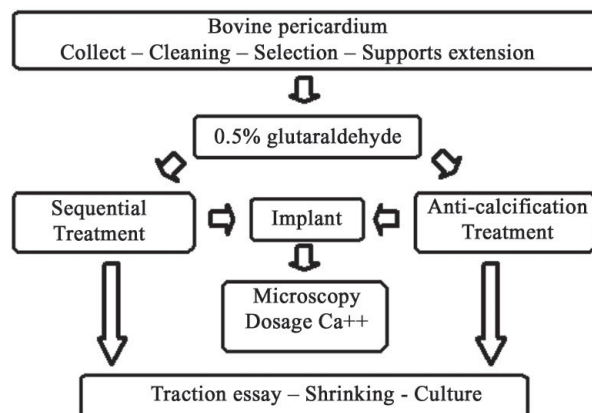 Bovine pericardium
Collect – Cleaning – Selection – Supports extension
0.5% glutaraldehyde
Sequential
Treatment
Implant
Anti-calcification
Treatment
Microscopy
Dosage Ca++
Traction essay – Shrinking - Culture